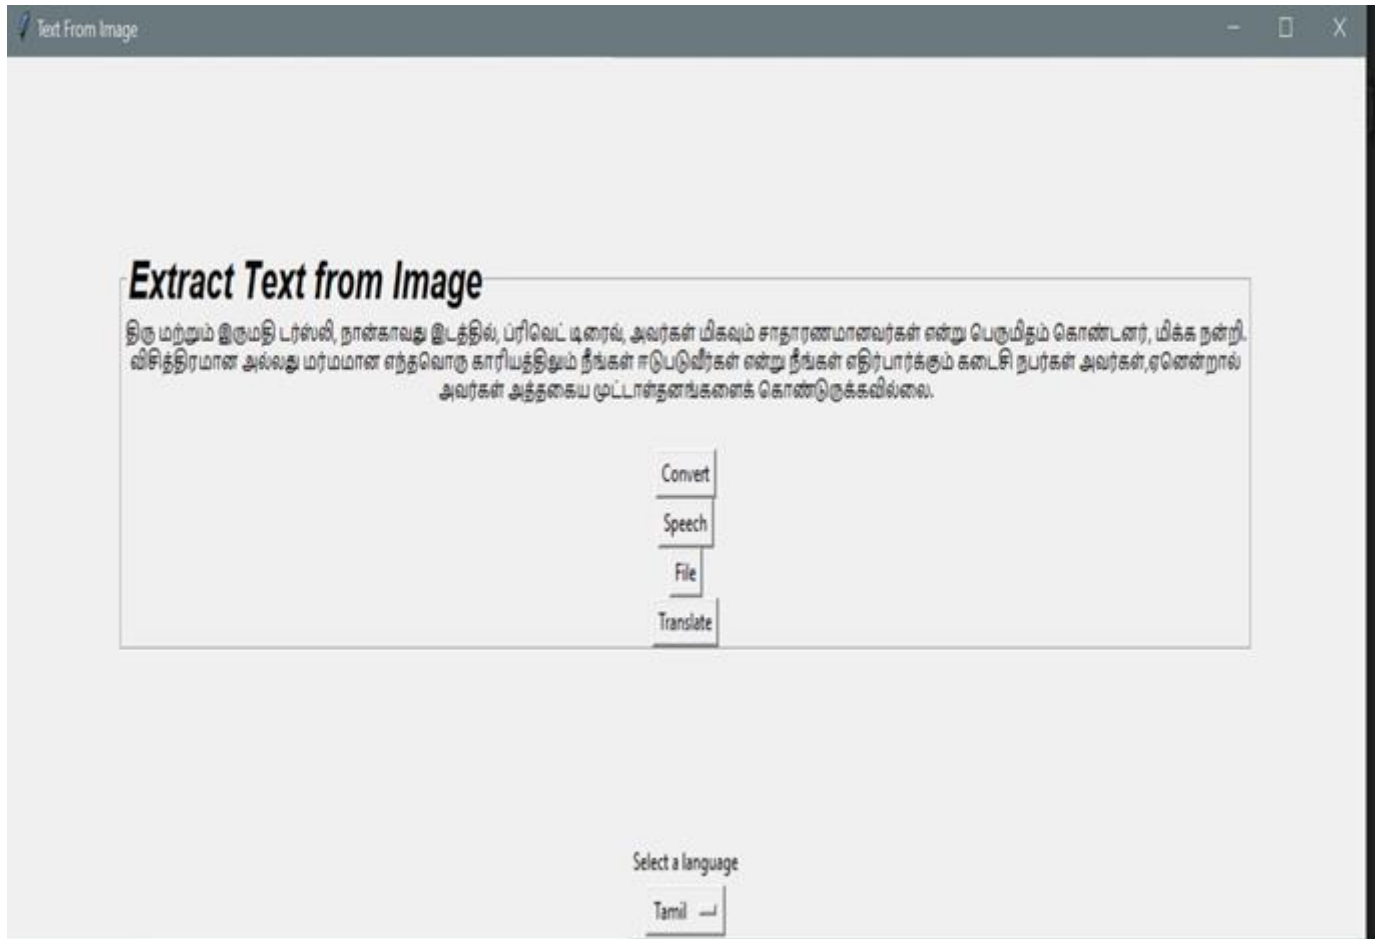 Text From Image
Extract Text from Image
திரு மற்றும் இருமதி டர்ஸ்லி, நான்காவது இடத்தில், ப்ரிவெட் டிரைவ், அவர்கள் மிகவும் சாதாரணமானவர்கள் என்று பெருமிதம் கொண்டனர், மிக்க நன்றி.
விசித்திரமான அல்லது மர்மமான எந்தவொரு காரியத்திலும் நீங்கள் ஈடுபடுவீர்கள் என்று நீங்கள் எதிர்பார்க்கும் கடைசி நபர்கள் அவர்கள்,ஏனென்றால்
அவர்கள் அத்தகைய முட்டாள்தனங்களைக் கொண்டுருக்கவில்லை.
Convert
Speech
File
Translate
Select a language
Tamil